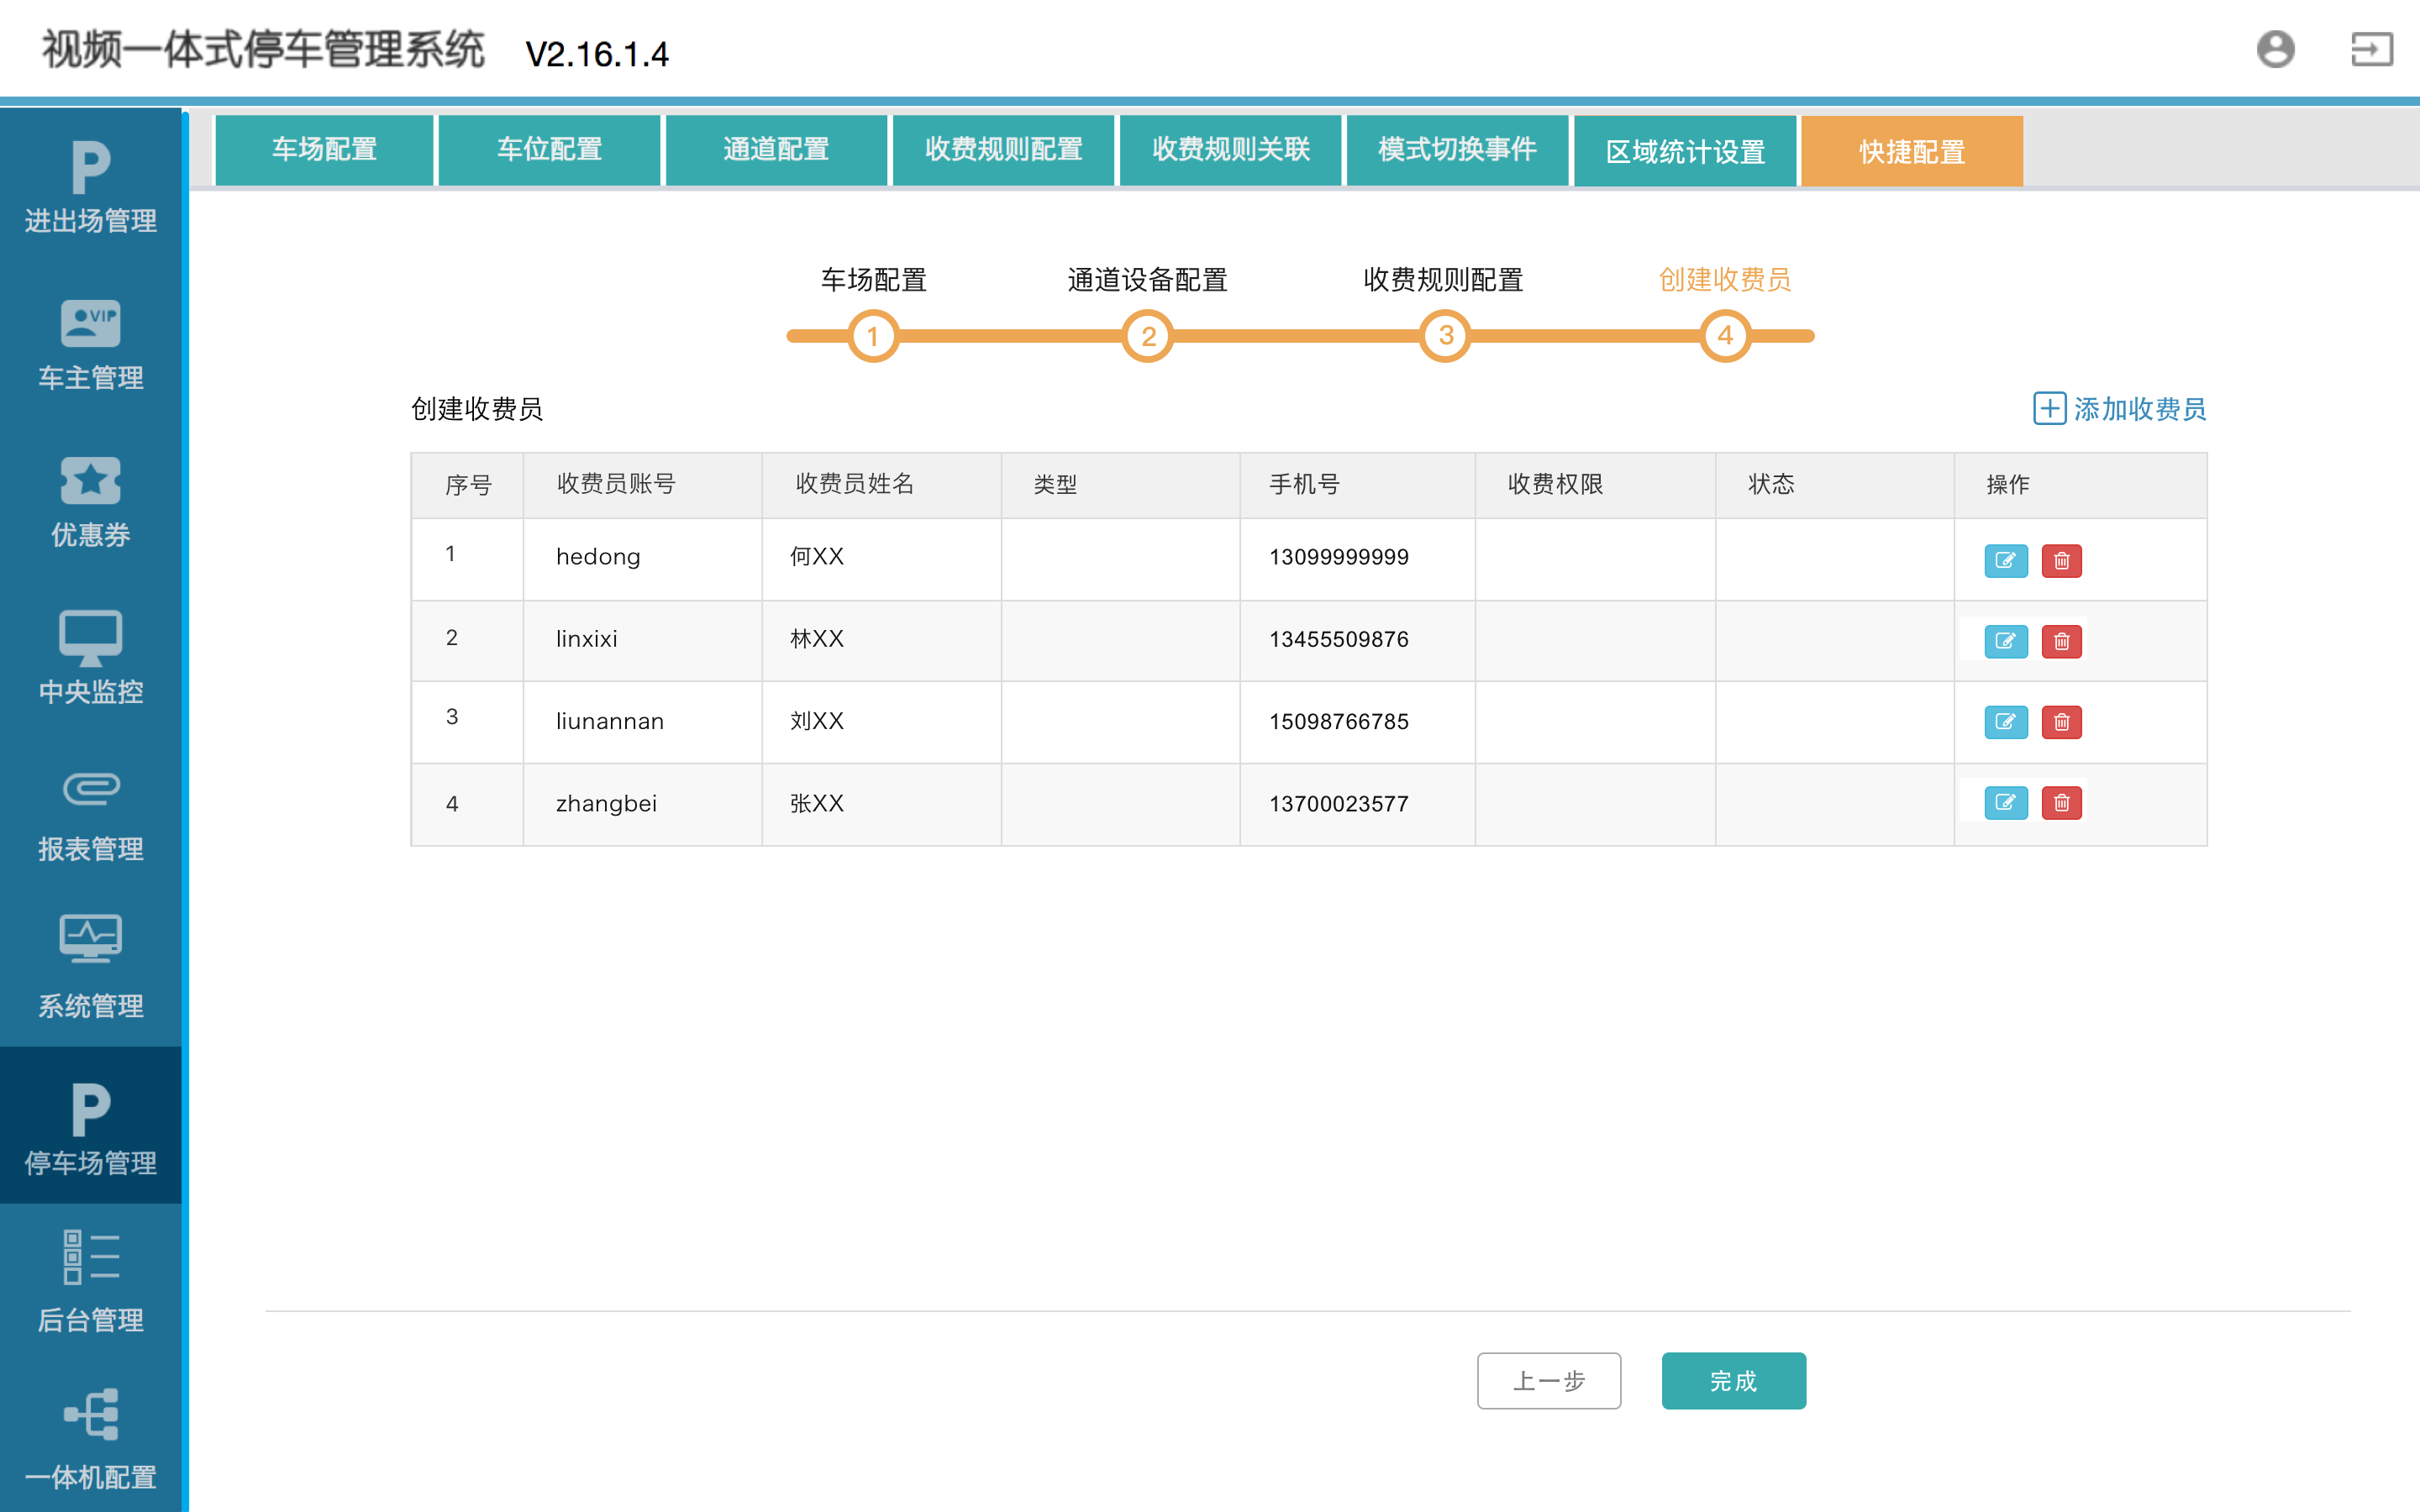 视频一体式停车管理系统 V2.16.1.4
车场配置 车位配置 通道配置 收费规则配置 收费规则关联 模式切换事件 区域统计设置 快捷配置
进出场管理
VIP
车主管理
优惠券
中央监控
报表管理
系统管理
停车场管理
后台管理
一体机配置
车场配置 通道设备配置 收费规则配置 创建收费员
1 2 3 4
创建收费员 添加收费员
序号 收费员账号 收费员姓名 类型 手机号 收费权限 状态 操作
1 hedong 何XX 13099999999
2 linxixi 林XX 13455509876
3 liunannan 刘XX 15098766785
4 zhangbei 张XX 13700023577
上一步 完成